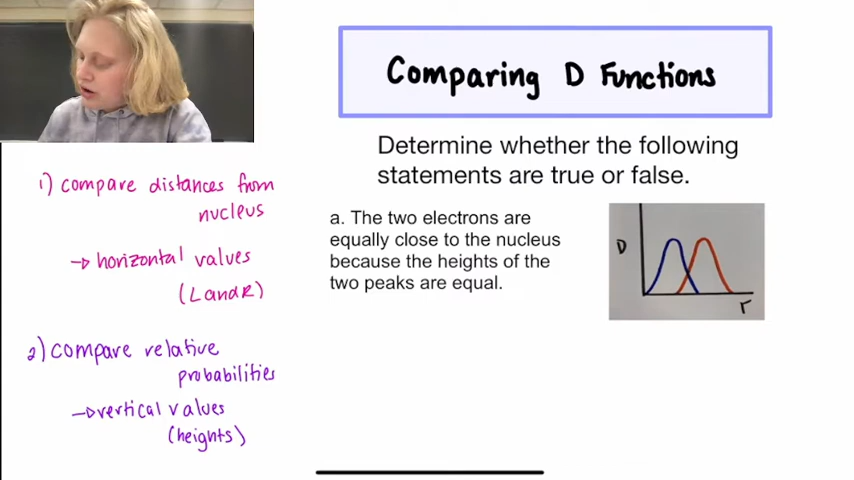 Comparing D Functions
Determine whether the following
statements are true or false.
1) compare distances from
nucleus
→ horizontal values
(L and R)
2) compare relative
probabilities
→ vertical values
(heights)
a. The two electrons are
equally close to the nucleus
because the heights of the
two peaks are equal.
D
r